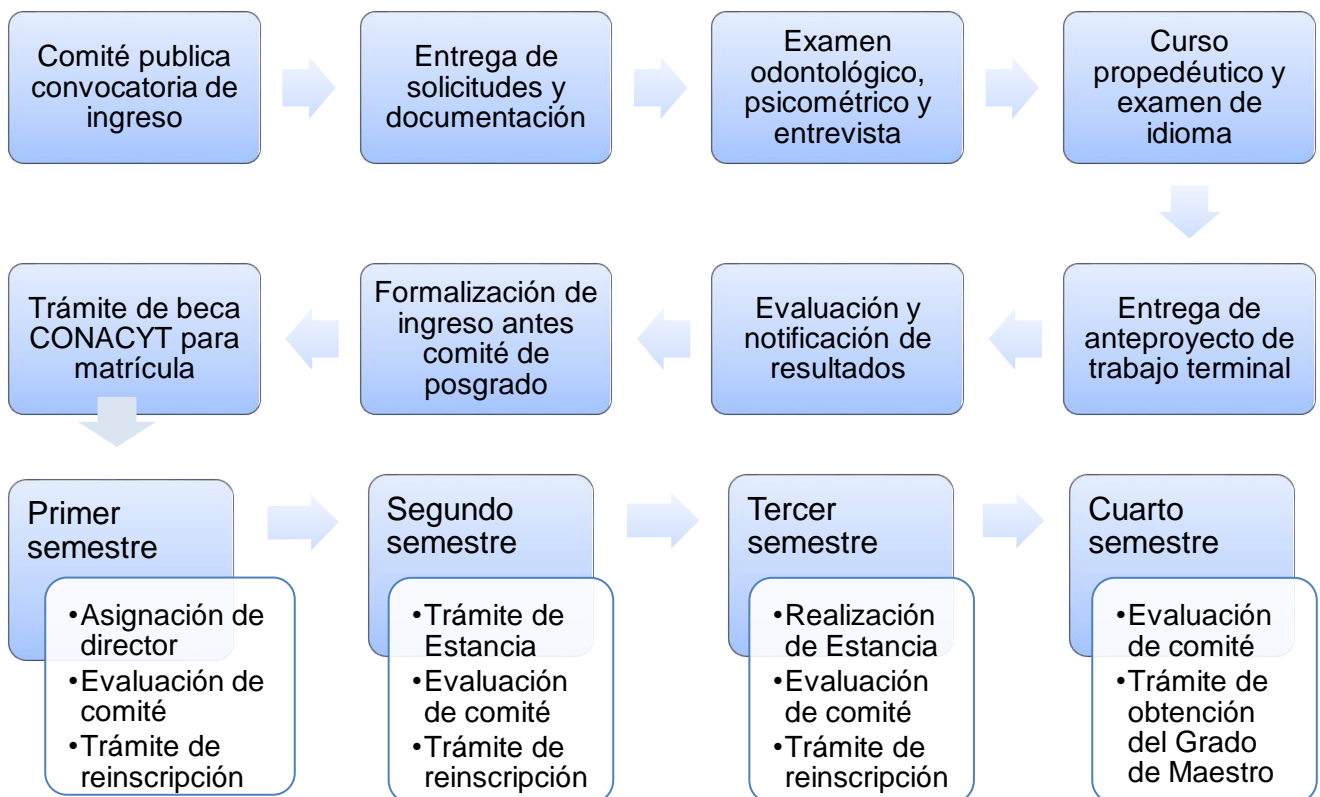 Comité publica
convocatoria de
ingreso
Entrega de
solicitudes y
documentación
Examen
odontológico,
psicométrico y
entrevista
Curso
propedéutico y
examen de
idioma
Entrega de
anteproyecto de
trabajo terminal
Evaluación y
notificación de
resultados
Formalización de
ingreso antes
comité de
posgrado
Trámite de beca
CONACYT para
matrícula
Primer
semestre
•Asignación de
director
•Evaluación de
comité
•Trámite de
reinscripción
Segundo
semestre
•Trámite de
Estancia
•Evaluación
de comité
•Trámite de
reinscripción
Tercer
semestre
•Realización
de Estancia
•Evaluación
de comité
•Trámite de
reinscripción
Cuarto
semestre
•Evaluación
de comité
•Trámite de
obtención
del Grado
de Maestro